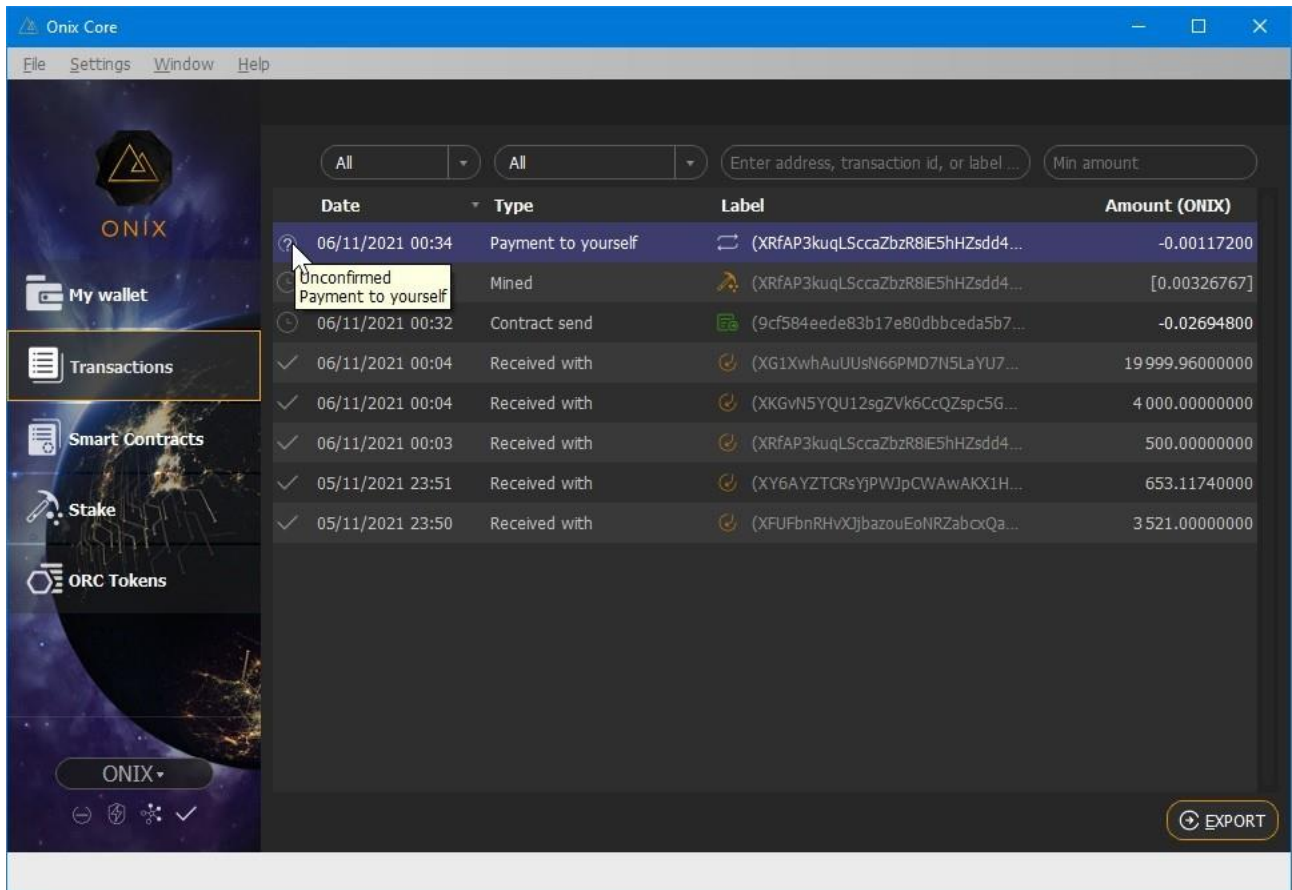 Onix Core
File Settings Window Help
ONIX
My wallet
Transactions
Smart Contracts
Stake
ORC Tokens
ONIX
All All Enter address, transaction id, or label ... Min amount
Date Type Label Amount (ONIX)
06/11/2021 00:34 Payment to yourself (XRfAP3kuqLSccaZbzR8iE5hHZsdd4... -0.00117200
Unconfirmed
Payment to yourself
Mined (XRfAP3kuqLSccaZbzR8iE5hHZsdd4... [0.00326767]
06/11/2021 00:32 Contract send (9cf584eede83b17e80dbbceda5b7... -0.02694800
06/11/2021 00:04 Received with (XG1XwhAuUUsN66PMD7N5LaYU7... 19 999.96000000
06/11/2021 00:04 Received with (XKGvN5YQU12sgZVk6CcQZspc5G... 4 000.00000000
06/11/2021 00:03 Received with (XRfAP3kuqLSccaZbzR8iE5hHZsdd4... 500.00000000
05/11/2021 23:51 Received with (XY6AYZTCRsYjPWJpCWAwAKX1H... 653.11740000
05/11/2021 23:50 Received with (XFUFbnRHvXJjbazouEoNRZabcxQa... 3 521.00000000
EXPORT